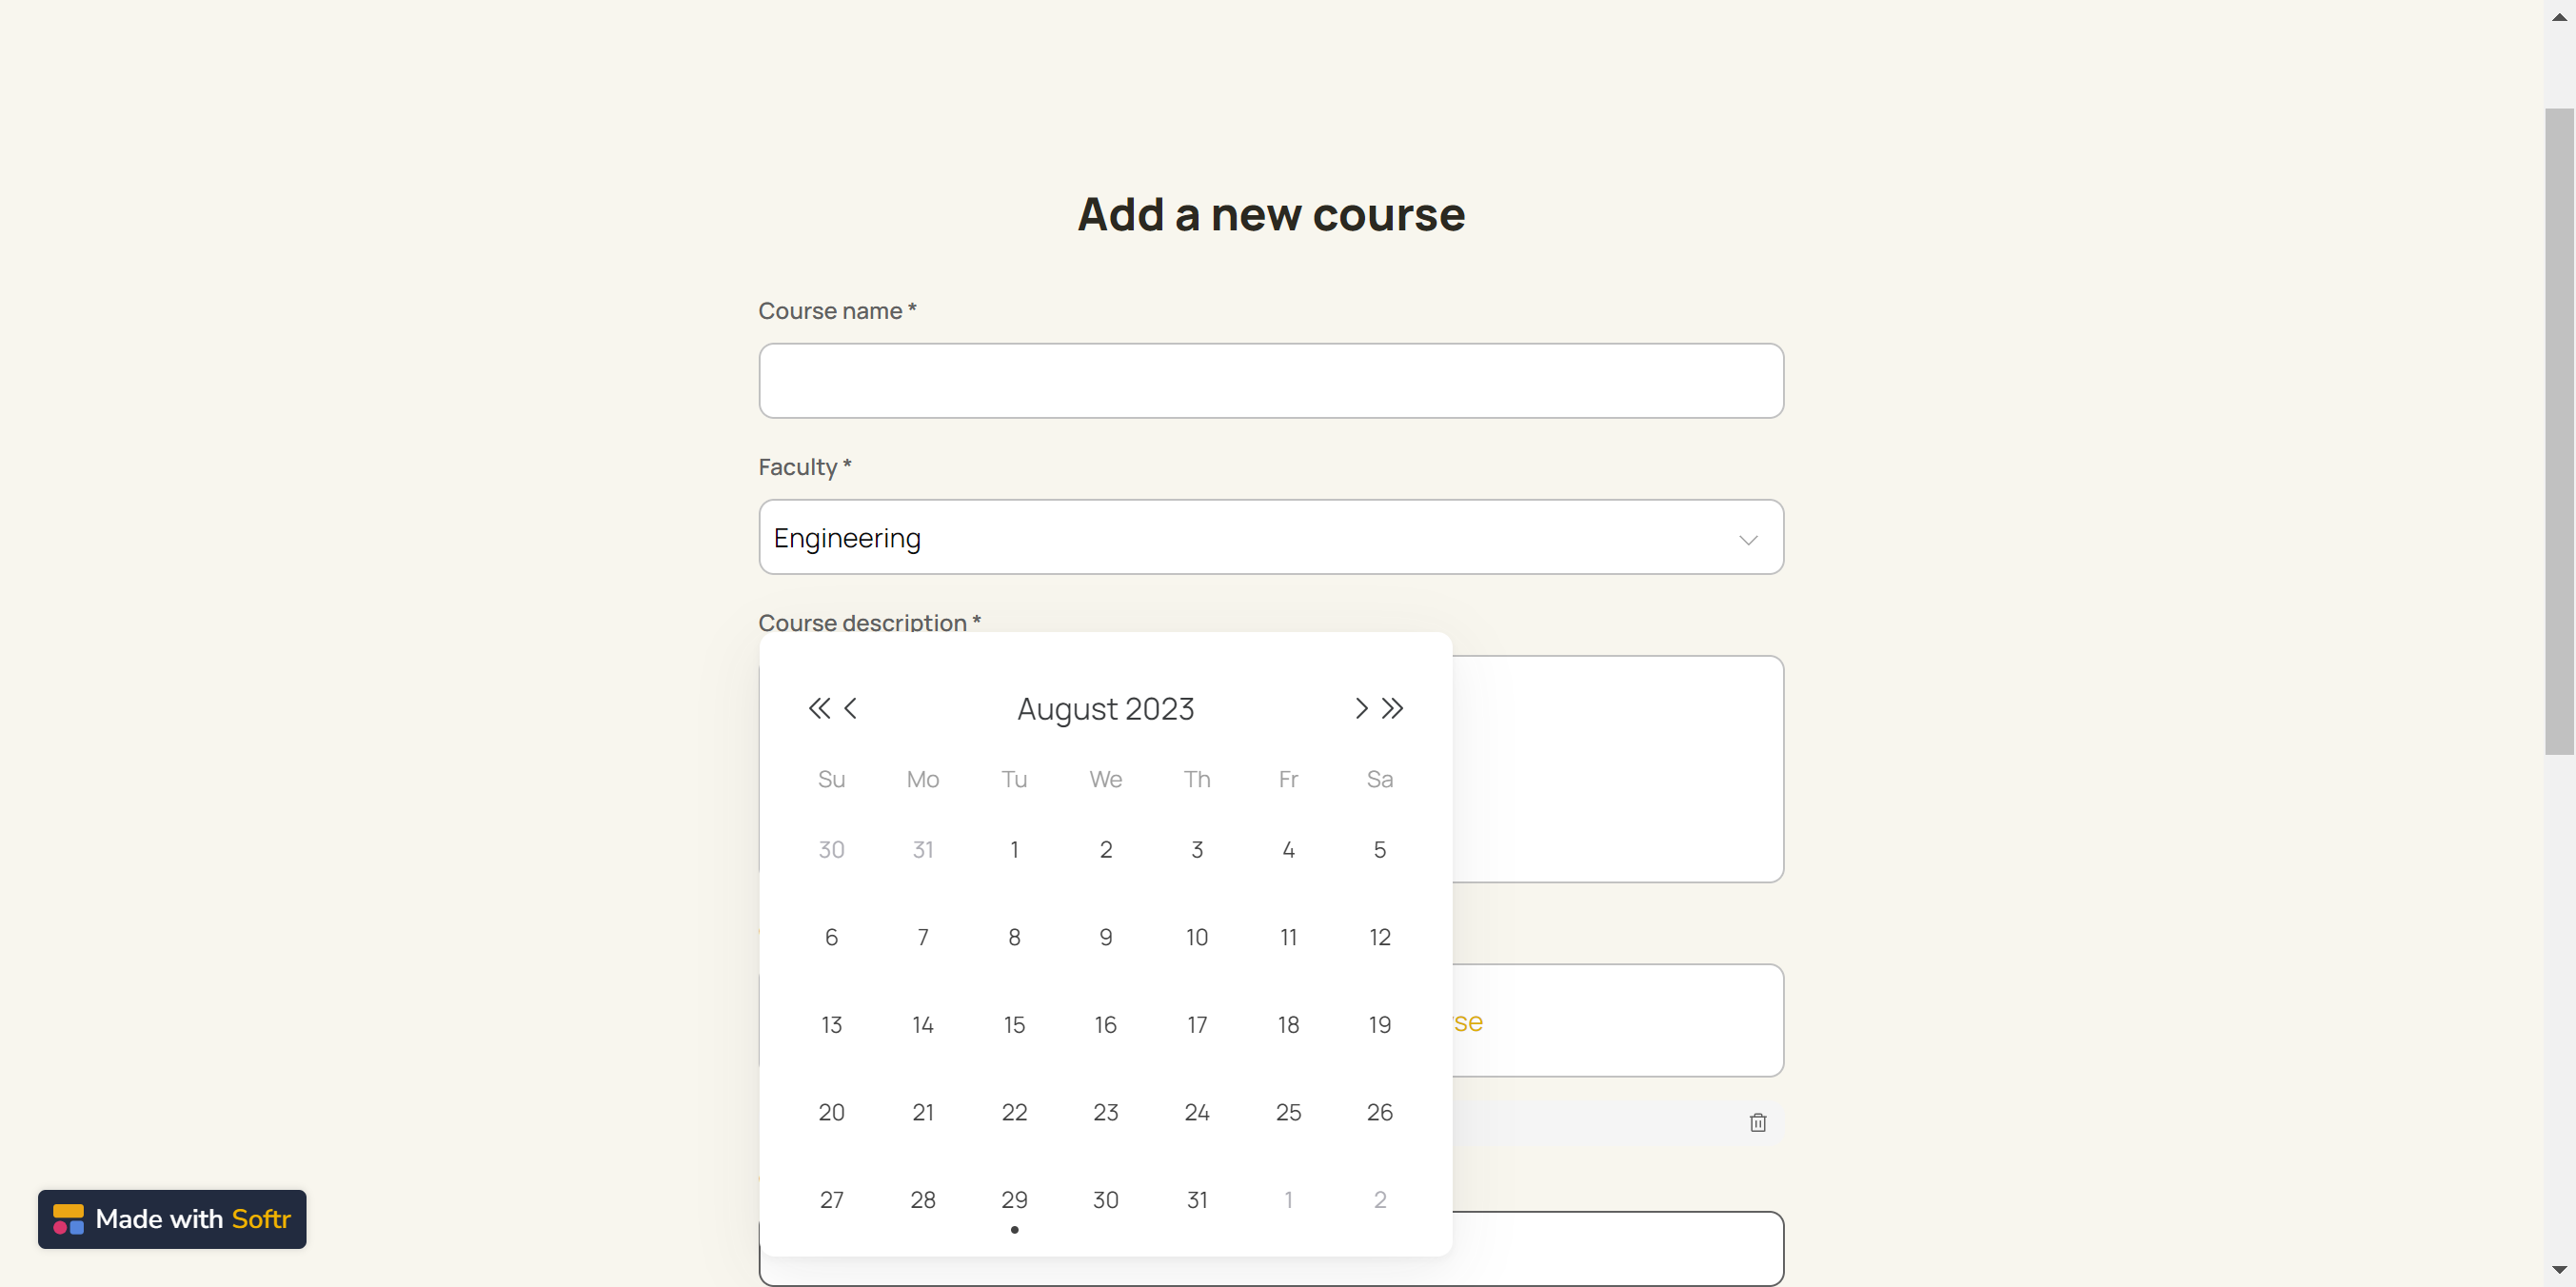 Add a new course
Course name *
Faculty *
Engineering
Course description *
August 2023
Su Mo Tu We Th Fr Sa
30 31 1 2 3 4 5
6 7 8 9 10 11 12
13 14 15 16 17 18 19
se
20 21 22 23 24 25 26
27 28 29 30 31 1 2
Made with Softr